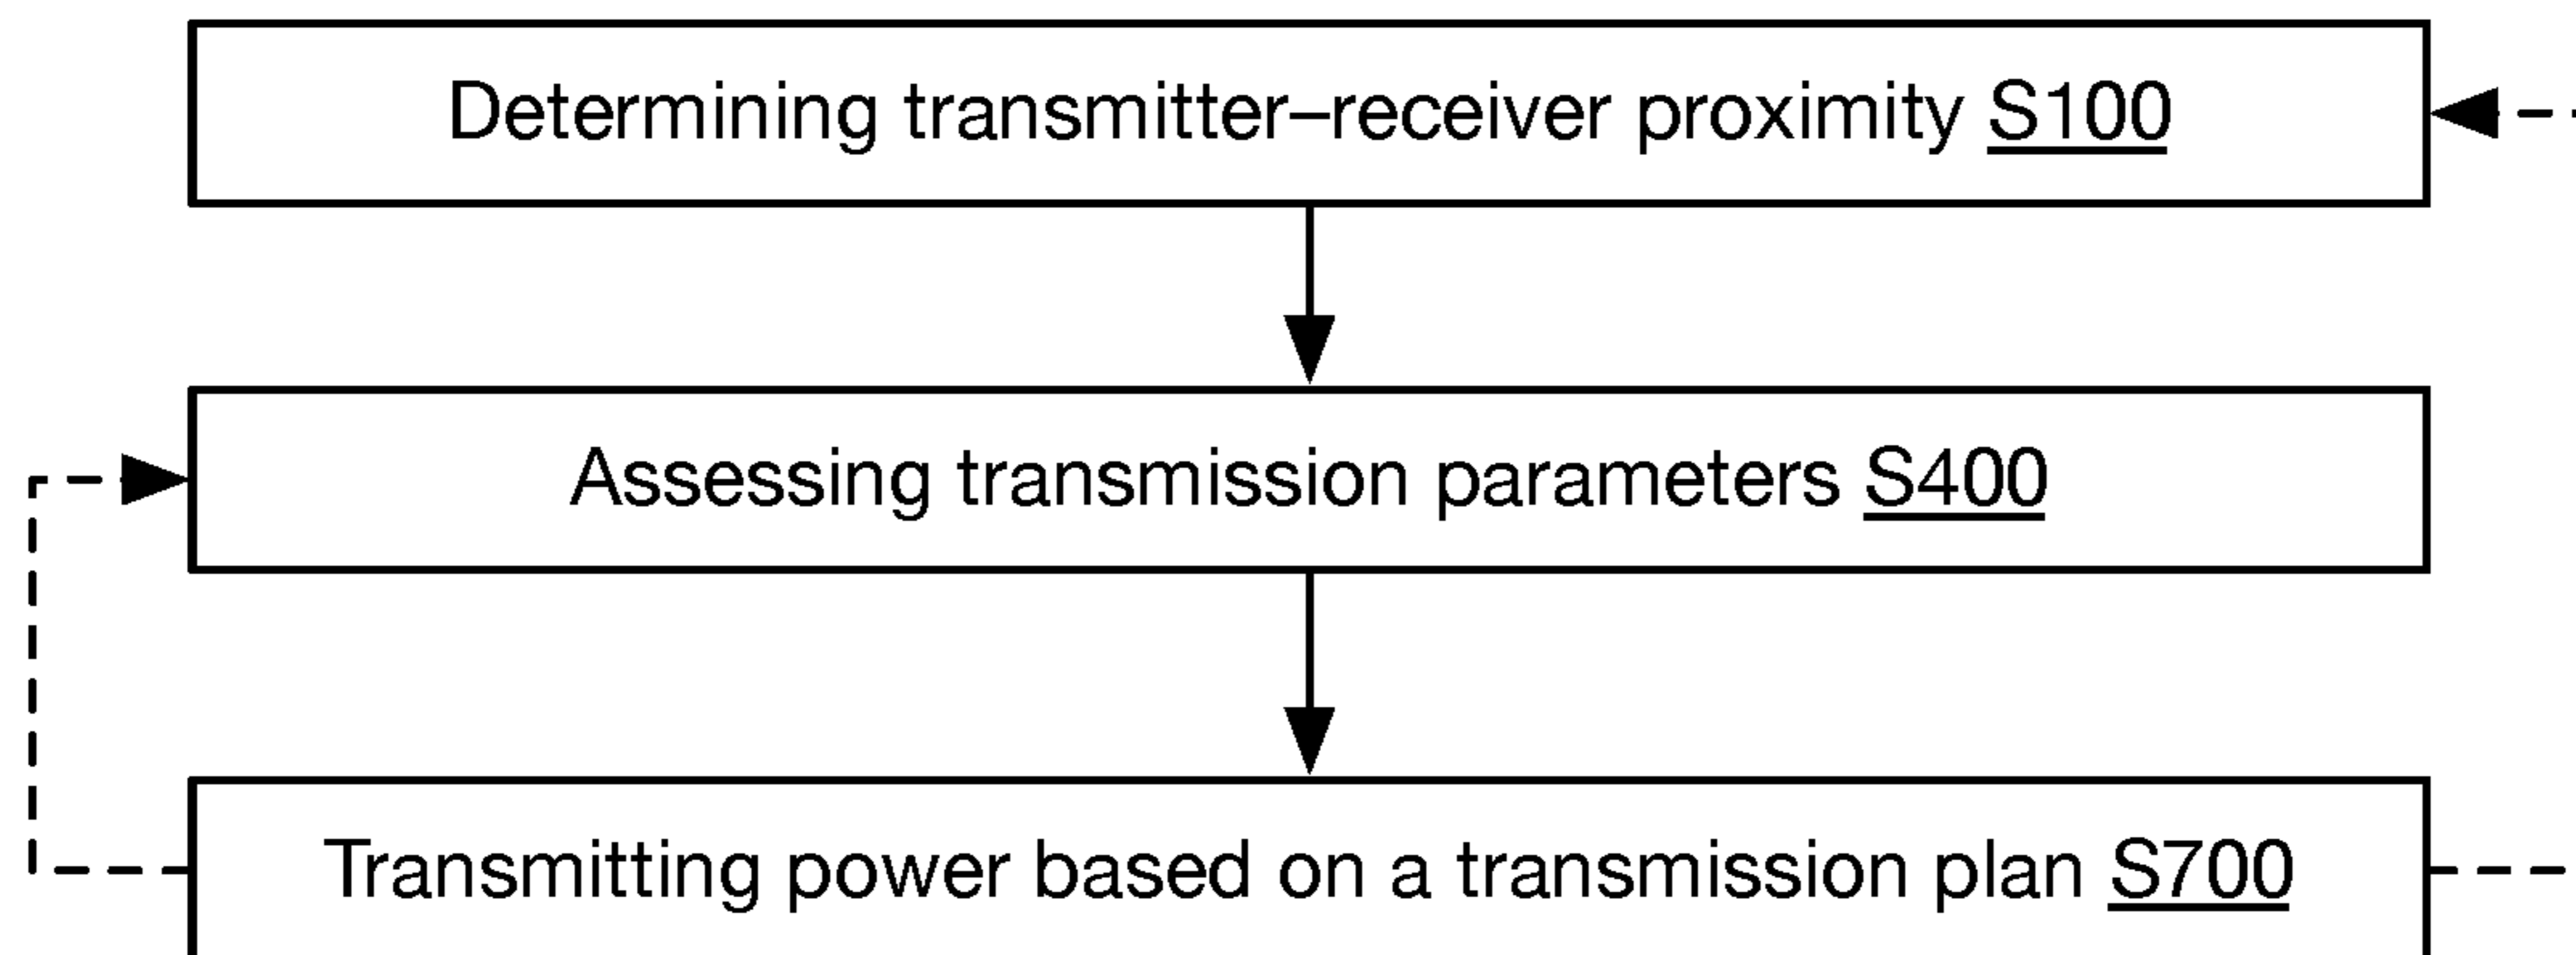 Determining transmitter–receiver proximity S100
Assessing transmission parameters S400
Transmitting power based on a transmission plan S700